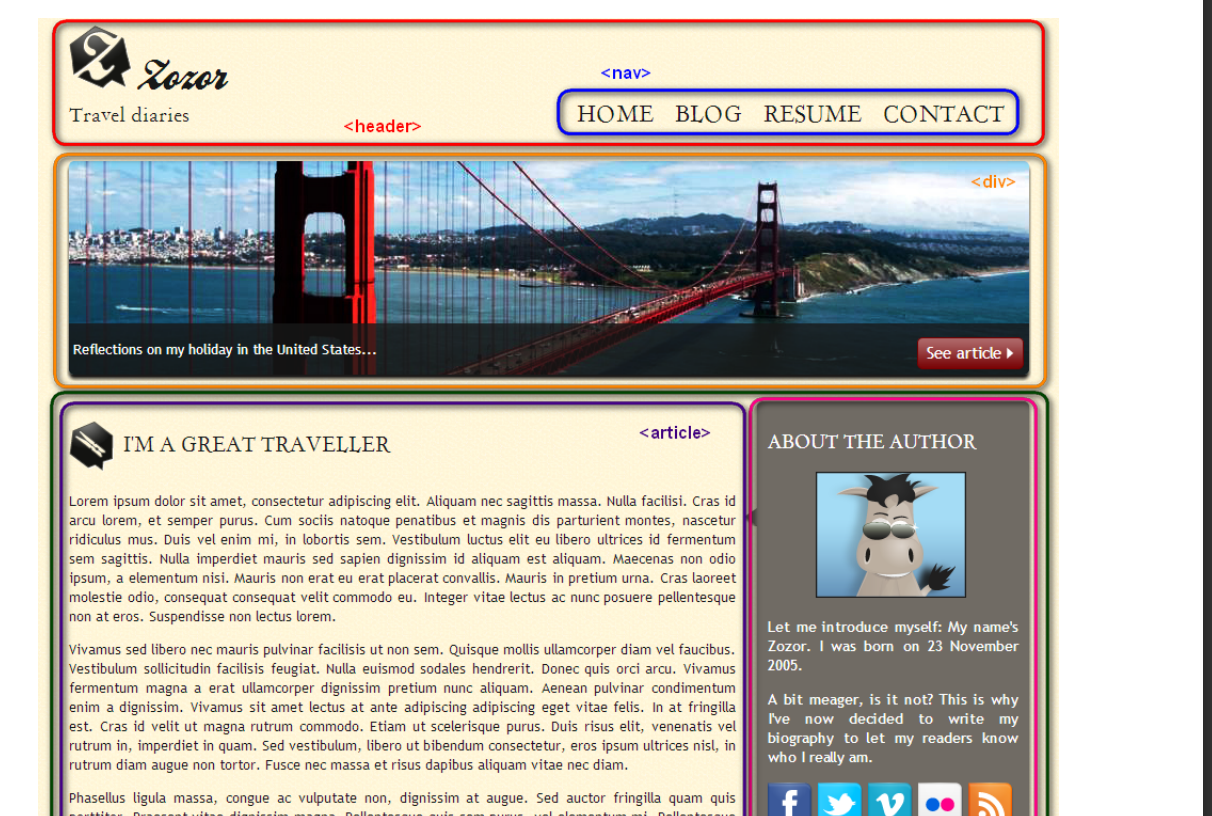 Zozor
Travel diaries
<header>
<nav>
HOME BLOG RESUME CONTACT
<div>
Reflections on my holiday in the United States...
See article
I'M A GREAT TRAVELLER
<article>
Lorem ipsum dolor sit amet, consectetur adipiscing elit. Aliquam nec sagittis massa. Nulla facilisi. Cras id
arcu lorem, et semper purus. Cum sociis natoque penatibus et magnis dis parturient montes, nascetur
ridiculus mus. Duis vel enim mi, in lobortis sem. Vestibulum luctus elit eu libero ultrices id fermentum
sem sagittis. Nulla imperdiet mauris sed sapien dignissim id aliquam est aliquam. Maecenas non odio
ipsum, a elementum nisi. Mauris non erat eu erat placerat convallis. Mauris in pretium urna. Cras laoreet
molestie odio, consequat consequat velit commodo eu. Integer vitae lectus ac nunc posuere pellentesque
non at eros. Suspendisse non lectus lorem.
Vivamus sed libero nec mauris pulvinar facilisis ut non sem. Quisque mollis ullamcorper diam vel faucibus.
Vestibulum sollicitudin facilisis feugiat. Nulla euismod sodales hendrerit. Donec quis orci arcu. Vivamus
fermentum magna a erat ullamcorper dignissim pretium nunc aliquam. Aenean pulvinar condimentum
enim a dignissim. Vivamus sit amet lectus at ante adipiscing adipiscing eget vitae felis. In at fringilla
est. Cras id velit ut magna rutrum commodo. Etiam ut scelerisque purus. Duis risus elit, venenatis vel
rutrum in, imperdiet in quam. Sed vestibulum, libero ut bibendum consectetur, eros ipsum ultrices nisl, in
rutrum diam augue non tortor. Fusce nec massa et risus dapibus aliquam vitae nec diam.
Phasellus ligula massa, congue ac vulputate non, dignissim at augue. Sed auctor fringilla quam quis
ABOUT THE AUTHOR
Let me introduce myself: My name's
Zozor. I was born on 23 November
2005.
A bit meager, is it not? This is why
I've now decided to write my
biography to let my readers know
who I really am.